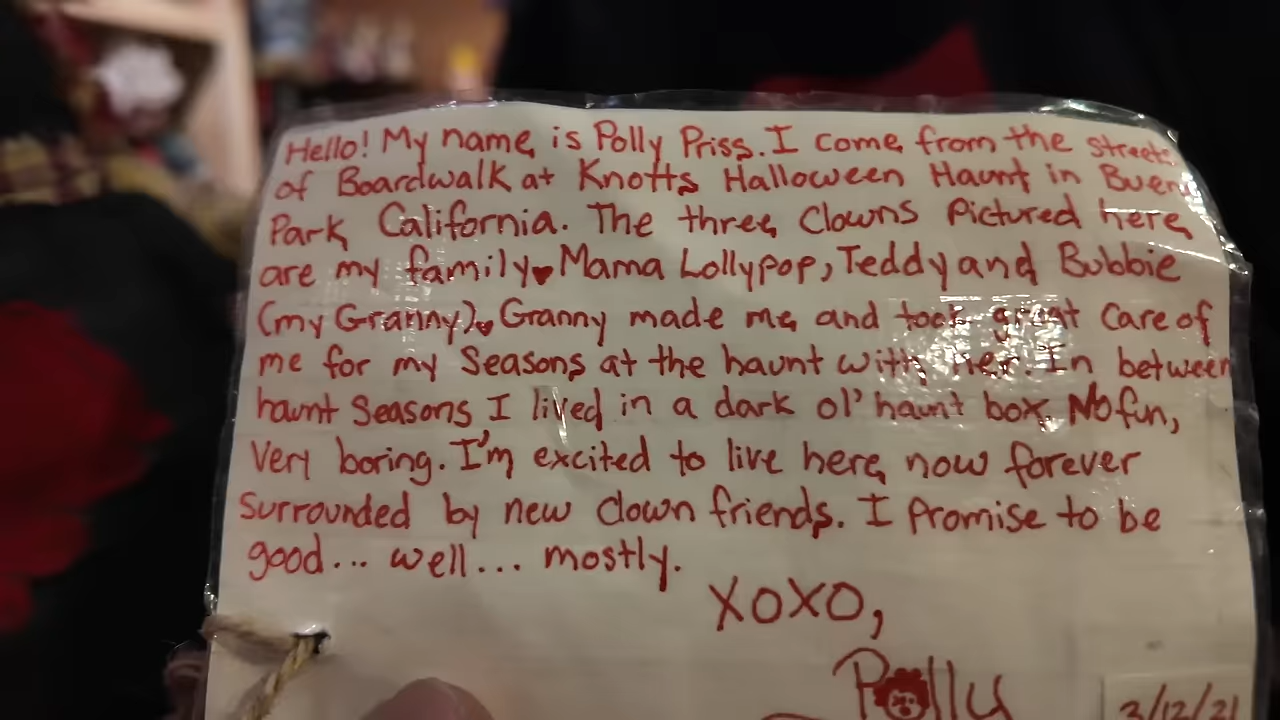 Hello! My name is Polly Priss. I come from the streets
of Boardwalk at Knotts Halloween Haunt in Buena
Park California. The three Clowns Pictured here
are my family♥ Mama Lollypop, Teddy and Bubbie
(my Granny)♥ Granny made me and took great care of
me for my Seasons at the haunt with her. In between
haunt Seasons I lived in a dark ol' haunt box. No fun,
Very boring. I'm excited to live here now forever
surrounded by new clown friends. I Promise to be
good... well... mostly.
XOXO,
Polly
3/12/21